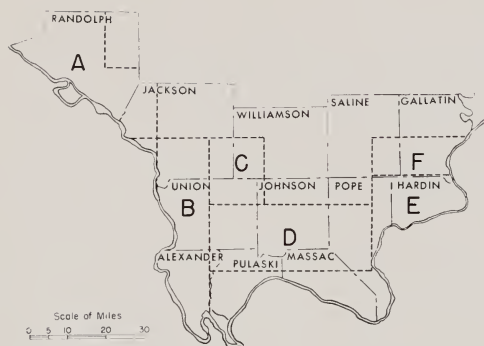 RANDOLPH
A
JACKSON
SALINE GALLATIN
WILLIAMSON
C F
UNION JOHNSON POPE HARDIN
B E
D
ALEXANDER MASSAC
PULASKI
Scale of Miles
0 5 10 20 30